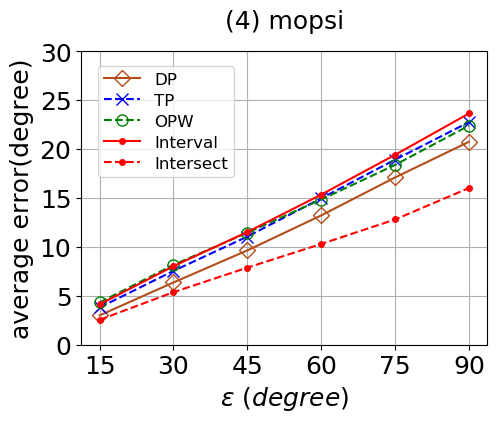 (4) mopsi
average error(degree)
30
25
20
15
10
5
0
DP
TP
OPW
Interval
Intersect
15 30 45 60 75 90
ε (degree)